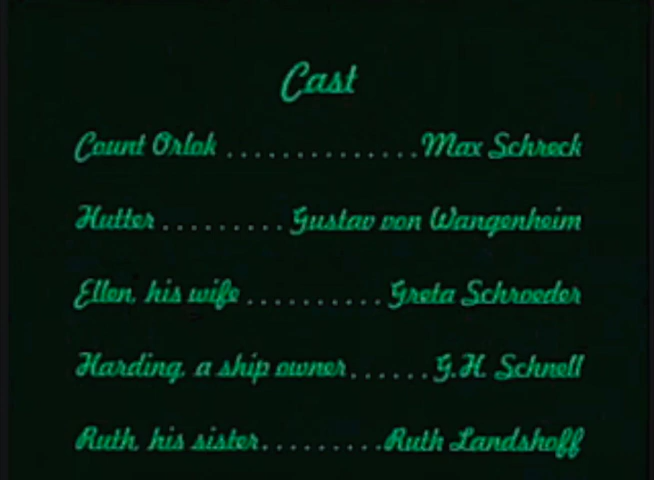 Cast
Count Orlok ............... Max Schreck
Hutter ......... Gustav von Wangenheim
Ellen, his wife .......... Greta Schroeder
Harding, a ship owner ...... G.H. Schnell
Ruth, his sister ......... Ruth Landshoff